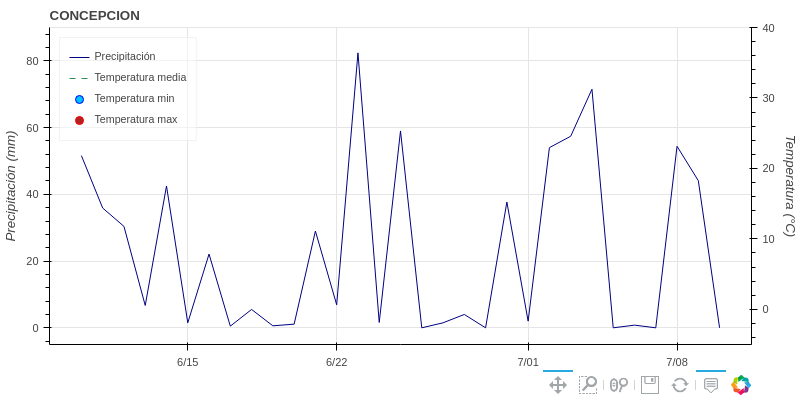 CONCEPCION
Precipitación
Temperatura media
Temperatura min
Temperatura max
Precipitación (mm)
80
60
40
20
0
Temperatura (°C)
40
30
20
10
0
6/15
6/22
7/01
7/08